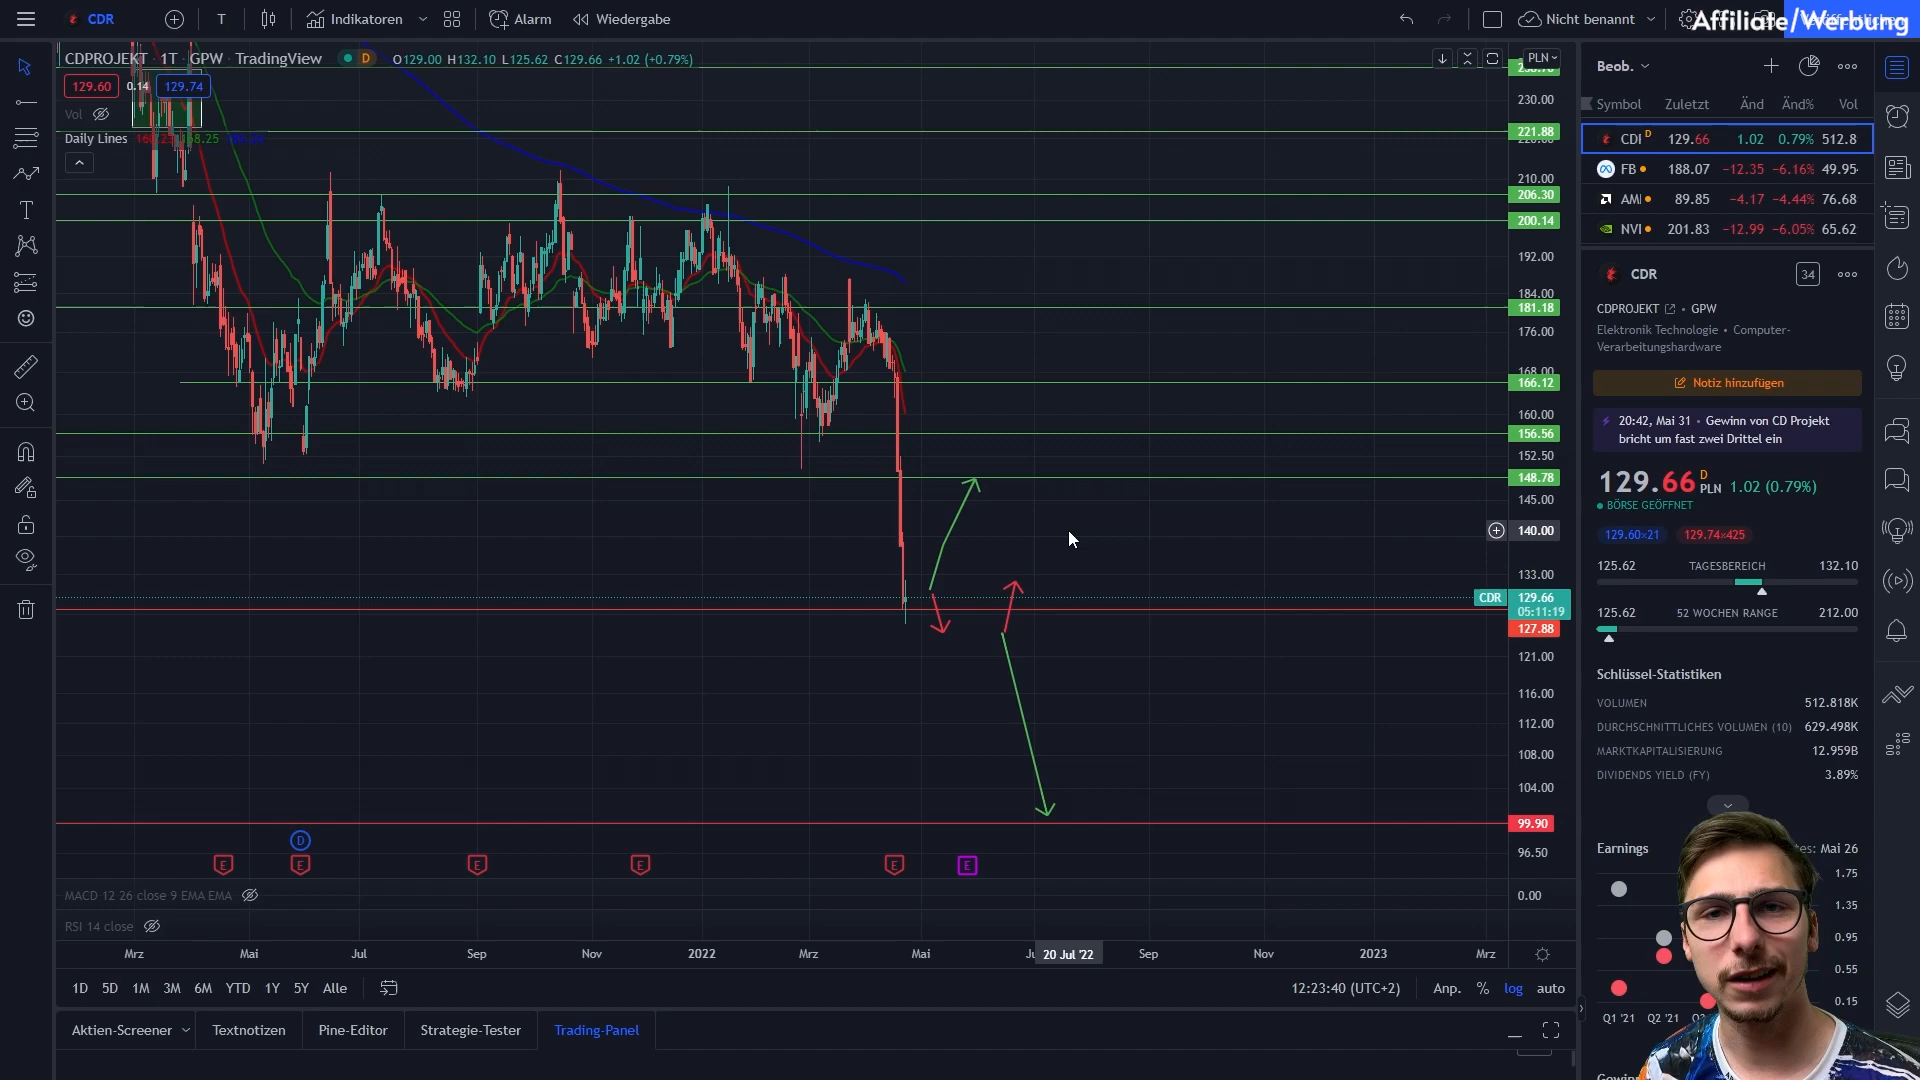 CDR
T
Indikatoren
Alarm
Wiedergabe
Nicht benannt
Affiliate/Werbung
CDPROJEKT · 1T · GPW · TradingView
D
O129.00 H132.10 L125.62 C129.66 +1.02 (+0.79%)
129.60
0.14
129.74
Vol
Daily Lines
PLN
230.00
221.88
210.00
206.30
200.14
192.00
184.00
181.18
176.00
168.00
166.12
160.00
156.56
152.50
148.78
145.00
140.00
133.00
CDR
129.66
05:11:19
127.88
121.00
116.00
112.00
108.00
104.00
99.90
96.50
D
E
E
E
E
E
E
MACD 12 26 close 9 EMA EMA
0.00
RSI 14 close
Mrz
Mai
Jul
Sep
Nov
2022
Mrz
Mai
20 Jul '22
Sep
Nov
2023
Mrz
1D 5D 1M 3M 6M YTD 1Y 5Y Alle
12:23:40 (UTC+2)
Anp. % log auto
Aktien-Screener
Textnotizen
Pine-Editor
Strategie-Tester
Trading-Panel
Beob.
Symbol Zuletzt Änd Änd% Vol
CDI D 129.66 1.02 0.79% 512.8
FB 188.07 −12.35 −6.16% 49.95
AMI 89.85 −4.17 −4.44% 76.68
NVI 201.83 −12.99 −6.05% 65.62
CDR
34
CDPROJEKT · GPW
Elektronik Technologie · Computer-
Verarbeitungshardware
Notiz hinzufügen
20:42, Mai 31 · Gewinn von CD Projekt
bricht um fast zwei Drittel ein
129.66 D PLN 1.02 (0.79%)
BÖRSE GEÖFFNET
129.60×21
129.74×425
125.62 TAGESBEREICH 132.10
125.62 52 WOCHEN RANGE 212.00
Schlüssel-Statistiken
VOLUMEN 512.818K
DURCHSCHNITTLICHES VOLUMEN (10) 629.498K
MARKTKAPITALISIERUNG 12.959B
DIVIDENDS YIELD (FY) 3.89%
Earnings
Mai 26
1.75
1.35
0.95
0.55
0.15
Q1 '21
Q2 '21